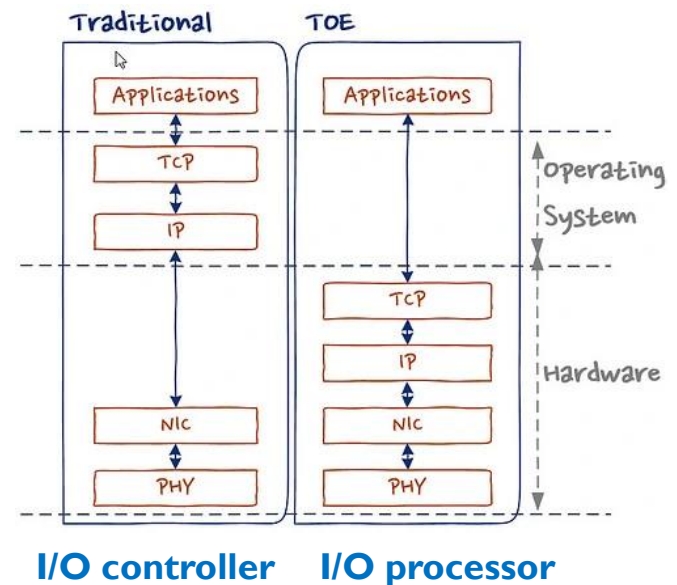 Traditional
TOE
Applications
Applications
TCP
IP
Operating
System
TCP
IP
Hardware
NIC
NIC
PHY
PHY
I/O controller
I/O processor